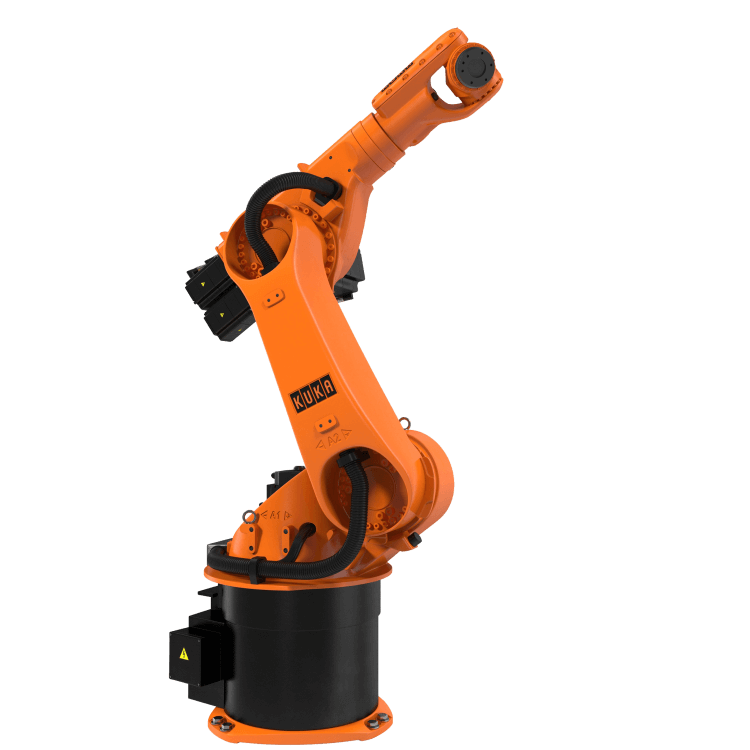 KUKA
◁ A2 ▷
◁ A1 ▷